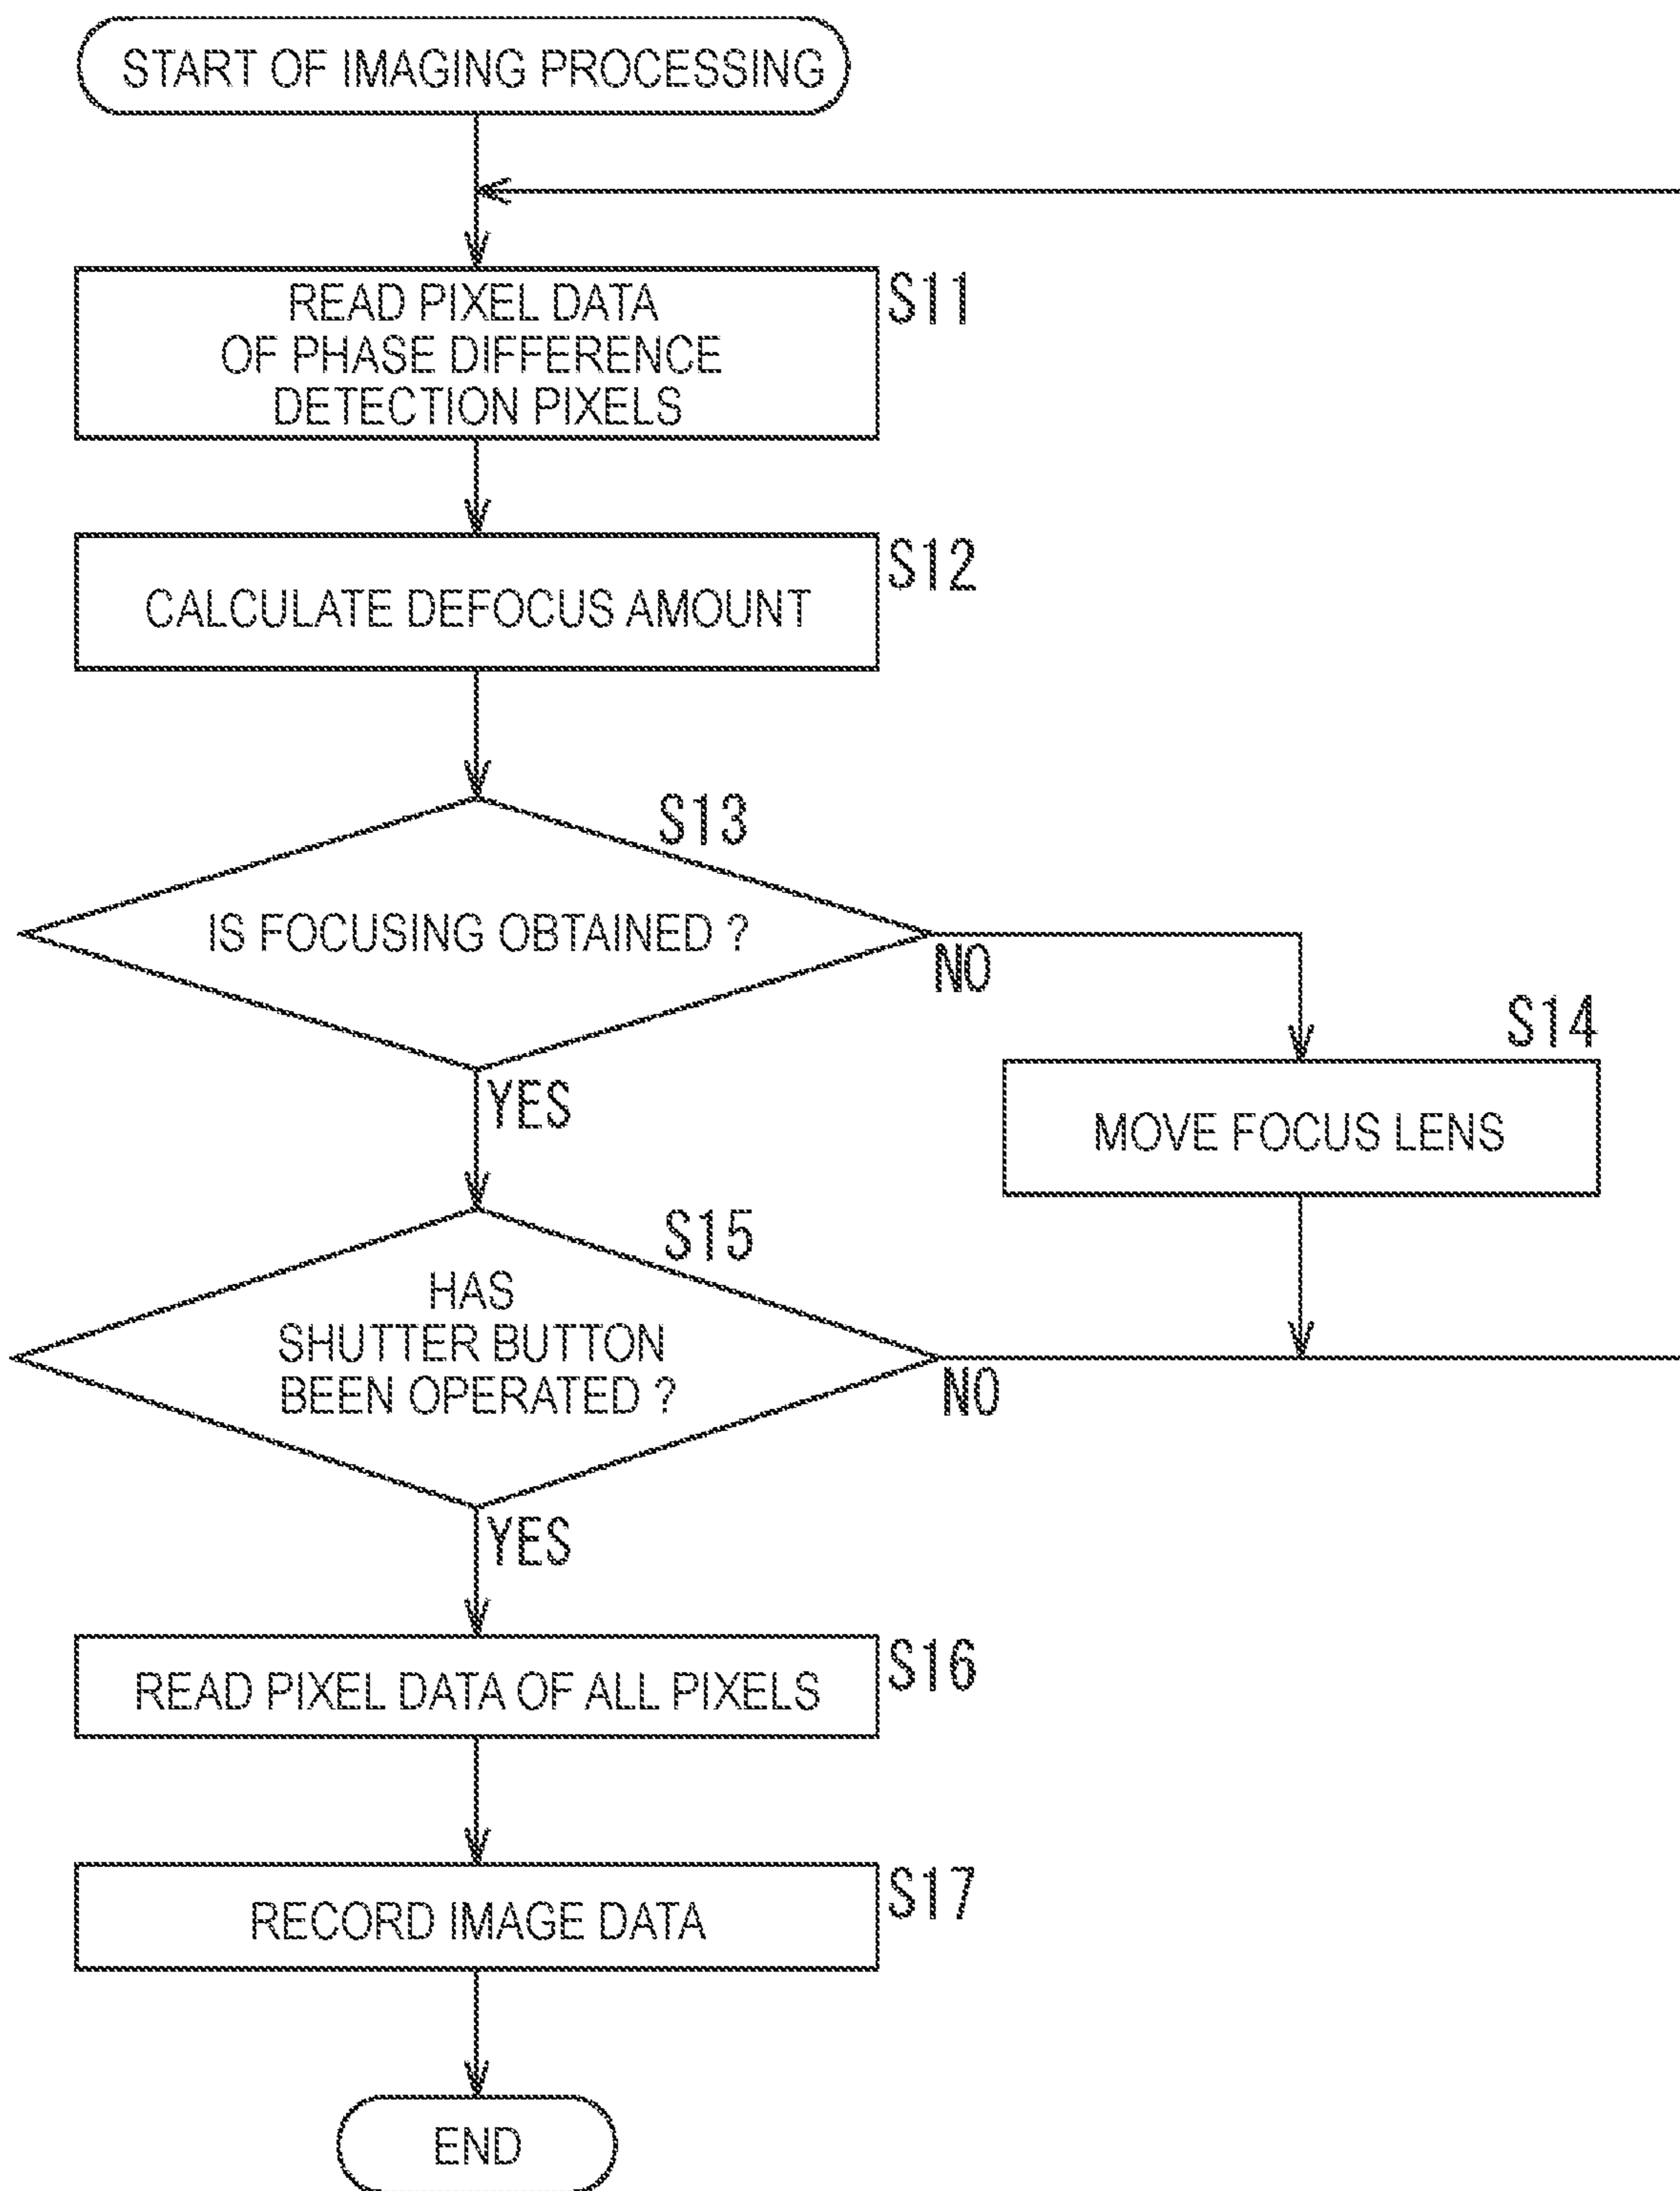 START OF IMAGING PROCESSING
S11
READ PIXEL DATA
OF PHASE DIFFERENCE
DETECTION PIXELS
S12
CALCULATE DEFOCUS AMOUNT
S13
IS FOCUSING OBTAINED ?
NO
YES
S14
MOVE FOCUS LENS
S15
HAS
SHUTTER BUTTON
BEEN OPERATED ?
NO
YES
S16
READ PIXEL DATA OF ALL PIXELS
S17
RECORD IMAGE DATA
END